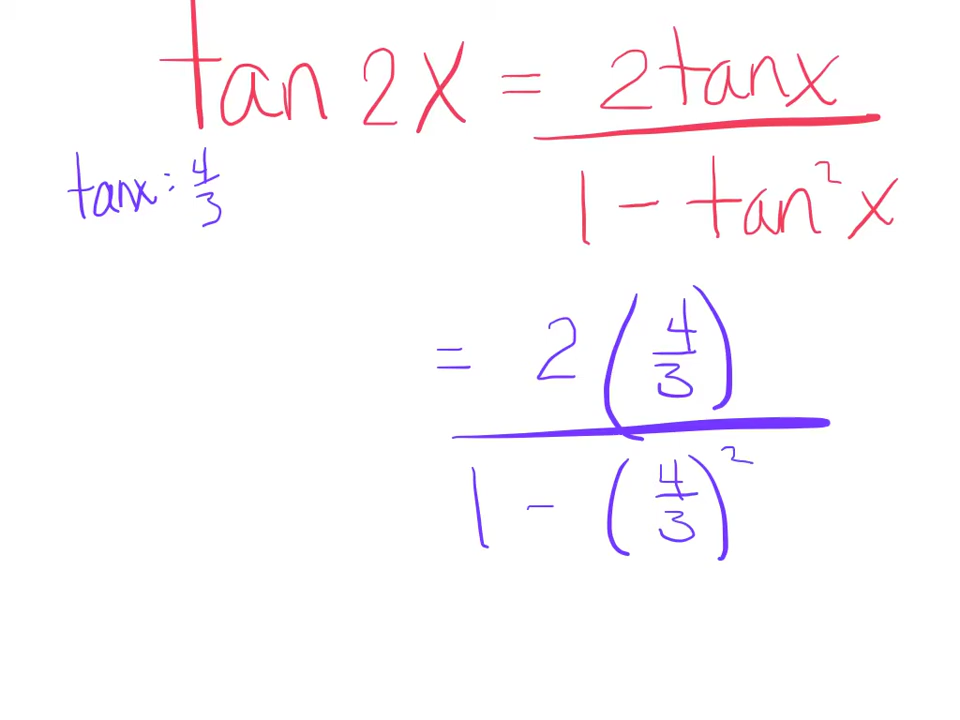 tan 2x = 2tanx / 1 - tan²x
tanx = 4/3
= 2(4/3) / 1 - (4/3)²